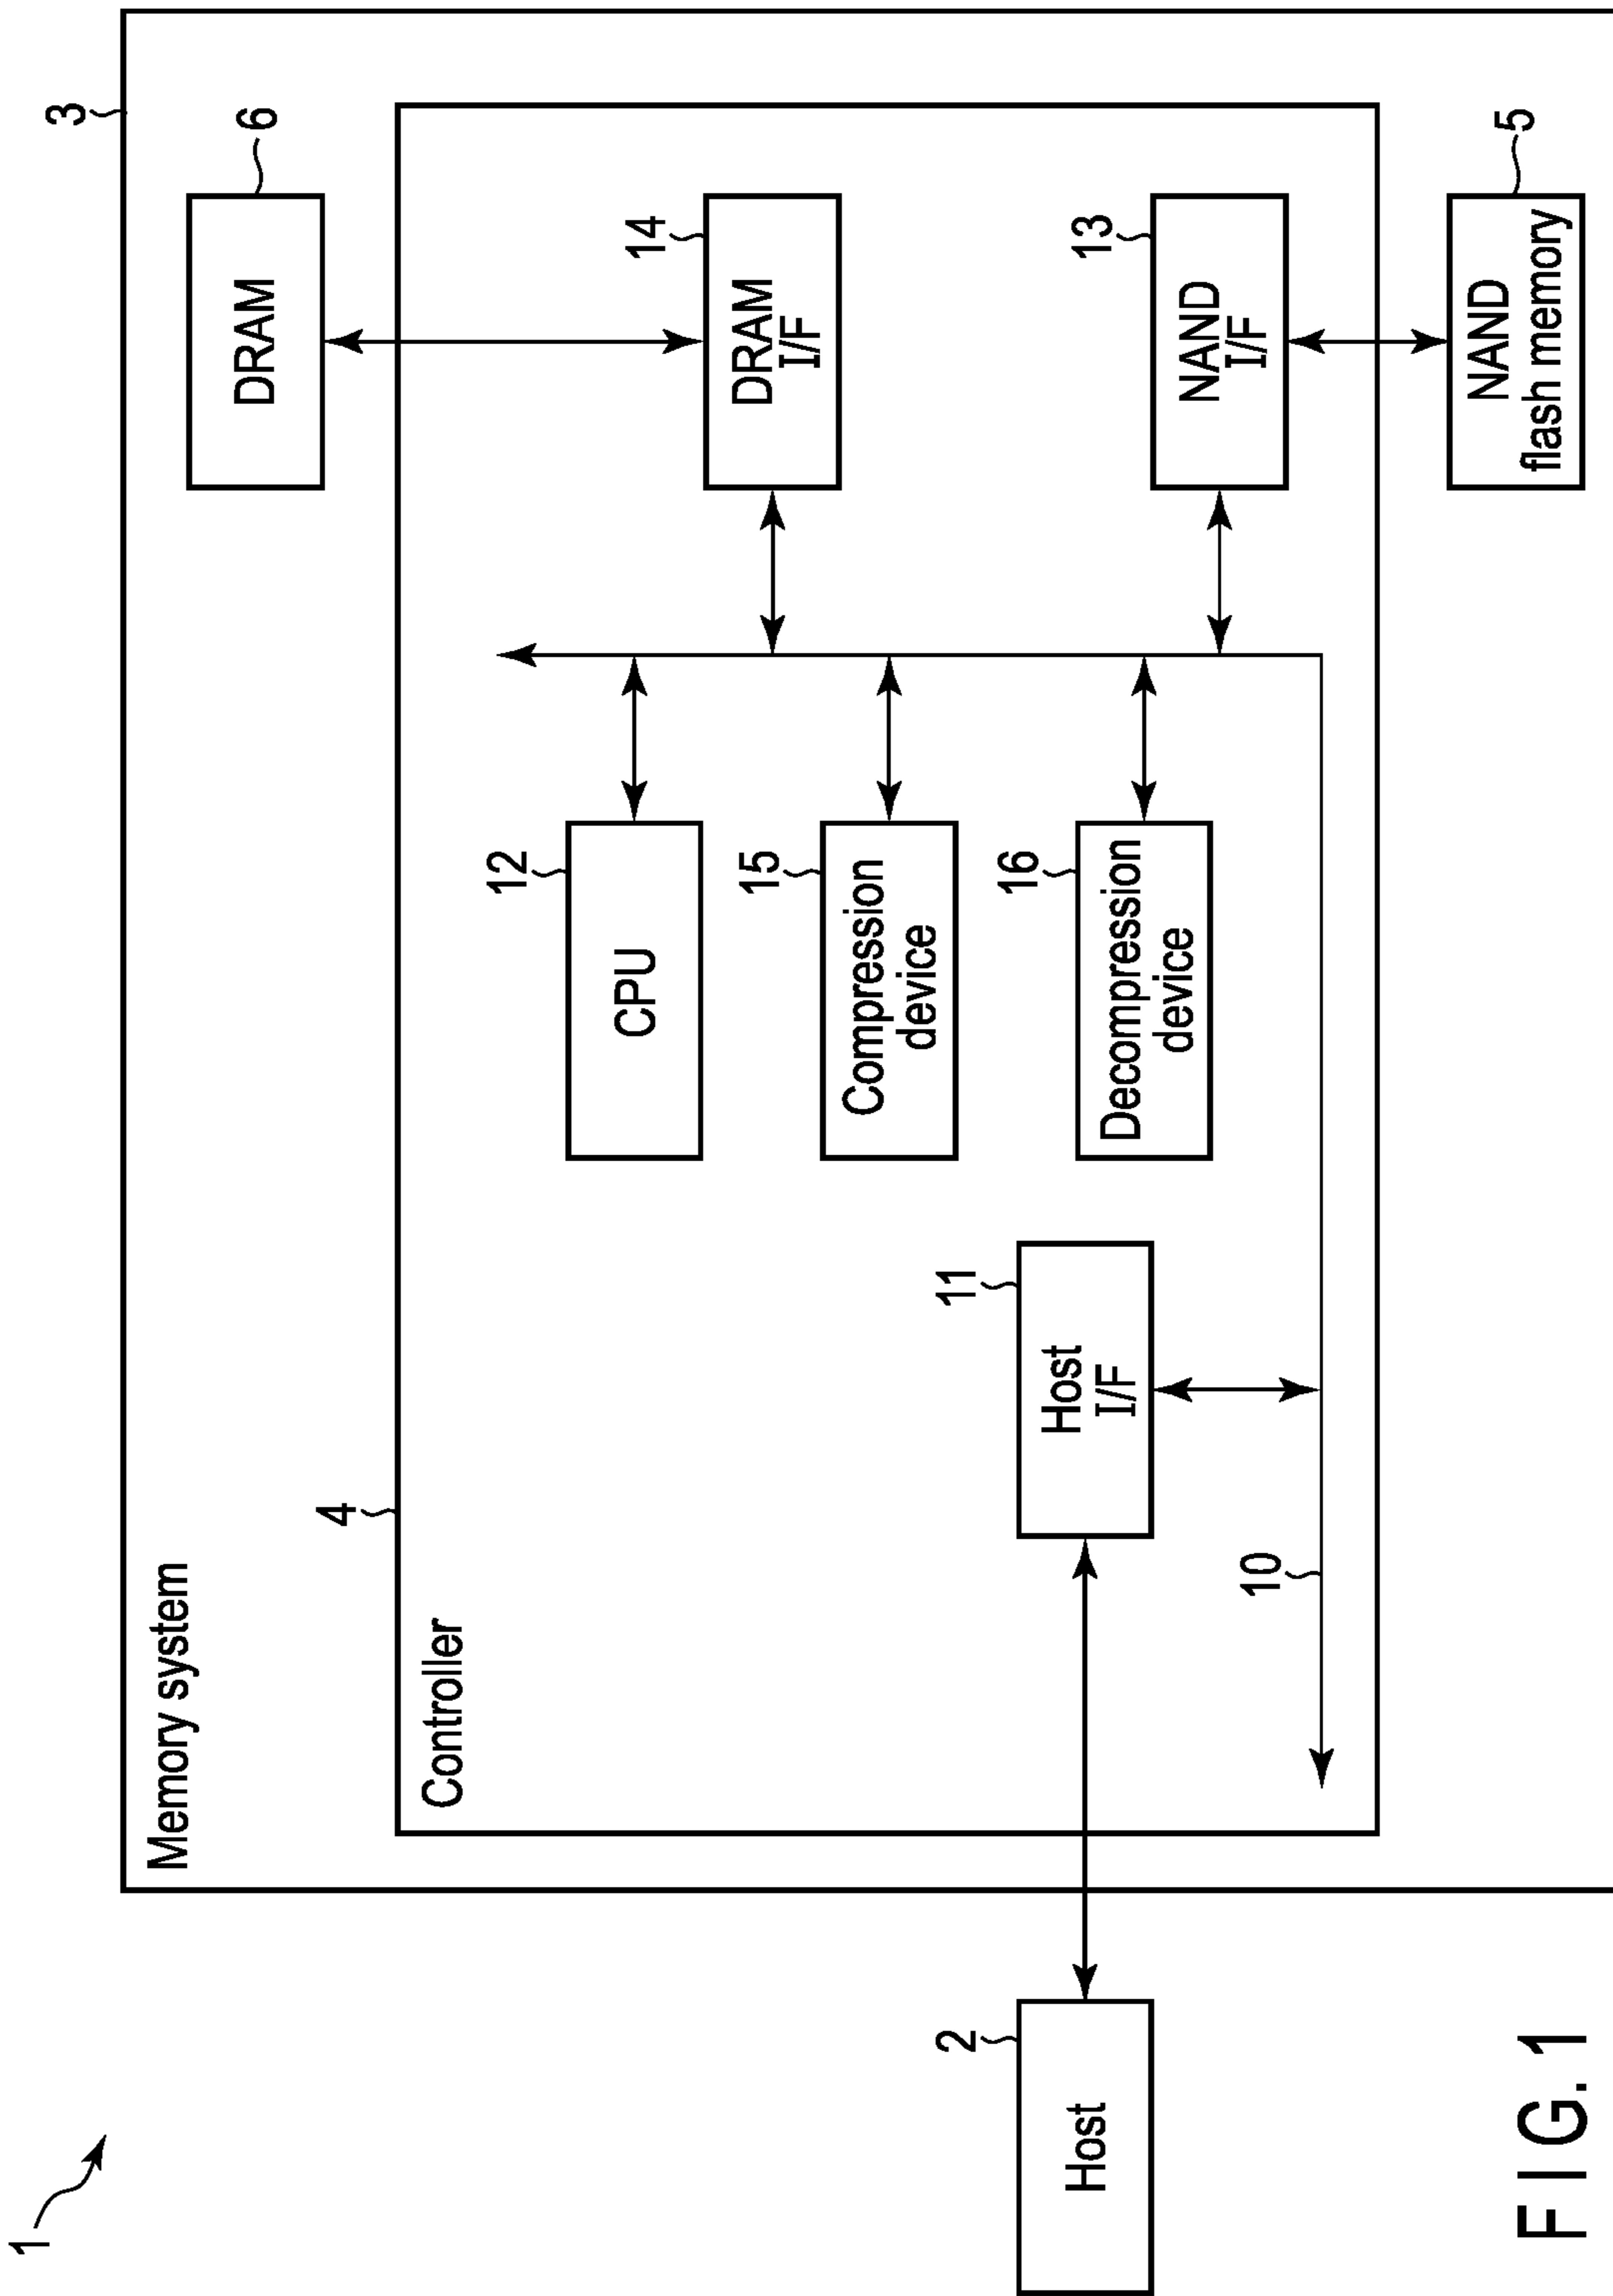 1
Memory system
3
Controller
4
DRAM
6
CPU
12
DRAM
I/F
14
Compression
device
15
Host
2
Host
I/F
11
Decompression
device
16
NAND
I/F
13
10
NAND
flash memory
5
FIG. 1